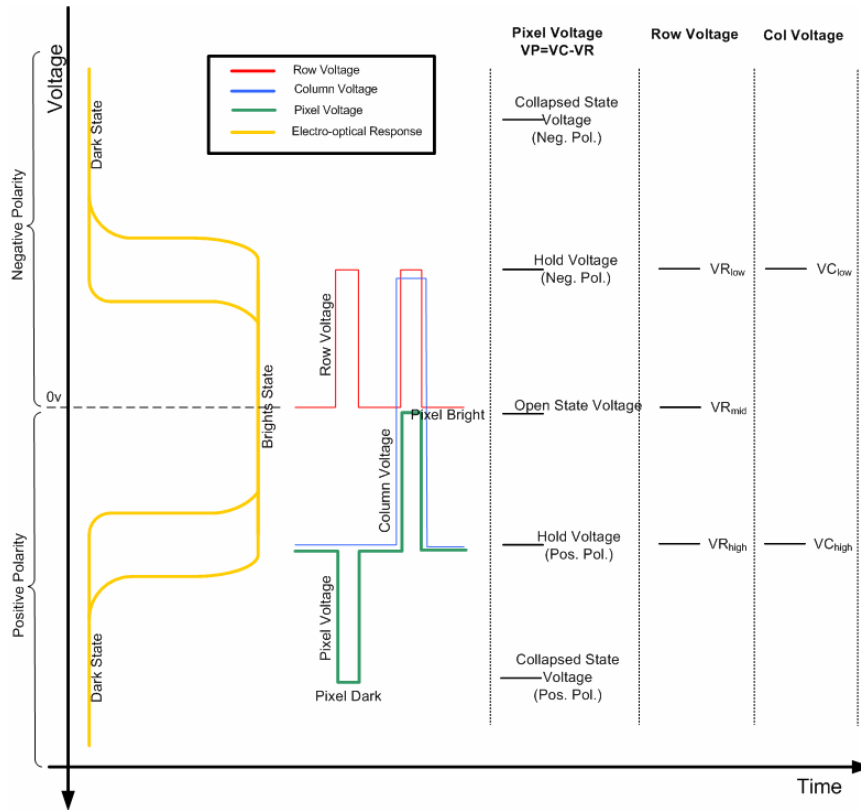 Voltage
Negative Polarity
Positive Polarity
Dark State
Brights State
Dark State
0v
Row Voltage
Column Voltage
Pixel Voltage
Electro-optical Response
Row Voltage
Column Voltage
Pixel Voltage
Pixel Bright
Pixel Dark
Pixel Voltage
VP=VC-VR
Collapsed State
Voltage
(Neg. Pol.)
Hold Voltage
(Neg. Pol.)
Open State Voltage
Hold Voltage
(Pos. Pol.)
Collapsed State
Voltage
(Pos. Pol.)
Row Voltage
VRlow
VRmid
VRhigh
Col Voltage
VClow
VChigh
Time